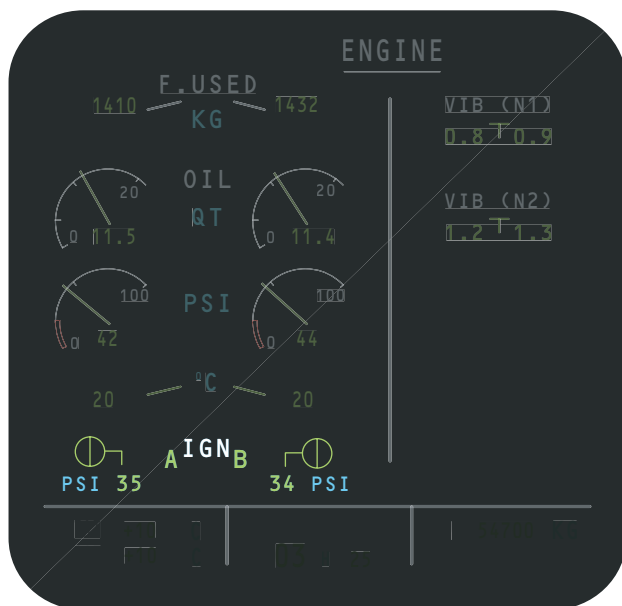 ENGINE
F.USED
1410 1432
KG
VIB (N1)
0.8 0.9
OIL
20 20
QT
0 11.5 0 11.4
VIB (N2)
1.2 1.3
100 100
PSI
0 42 0 44
°C
20 20
A IGN B
PSI 35 34 PSI